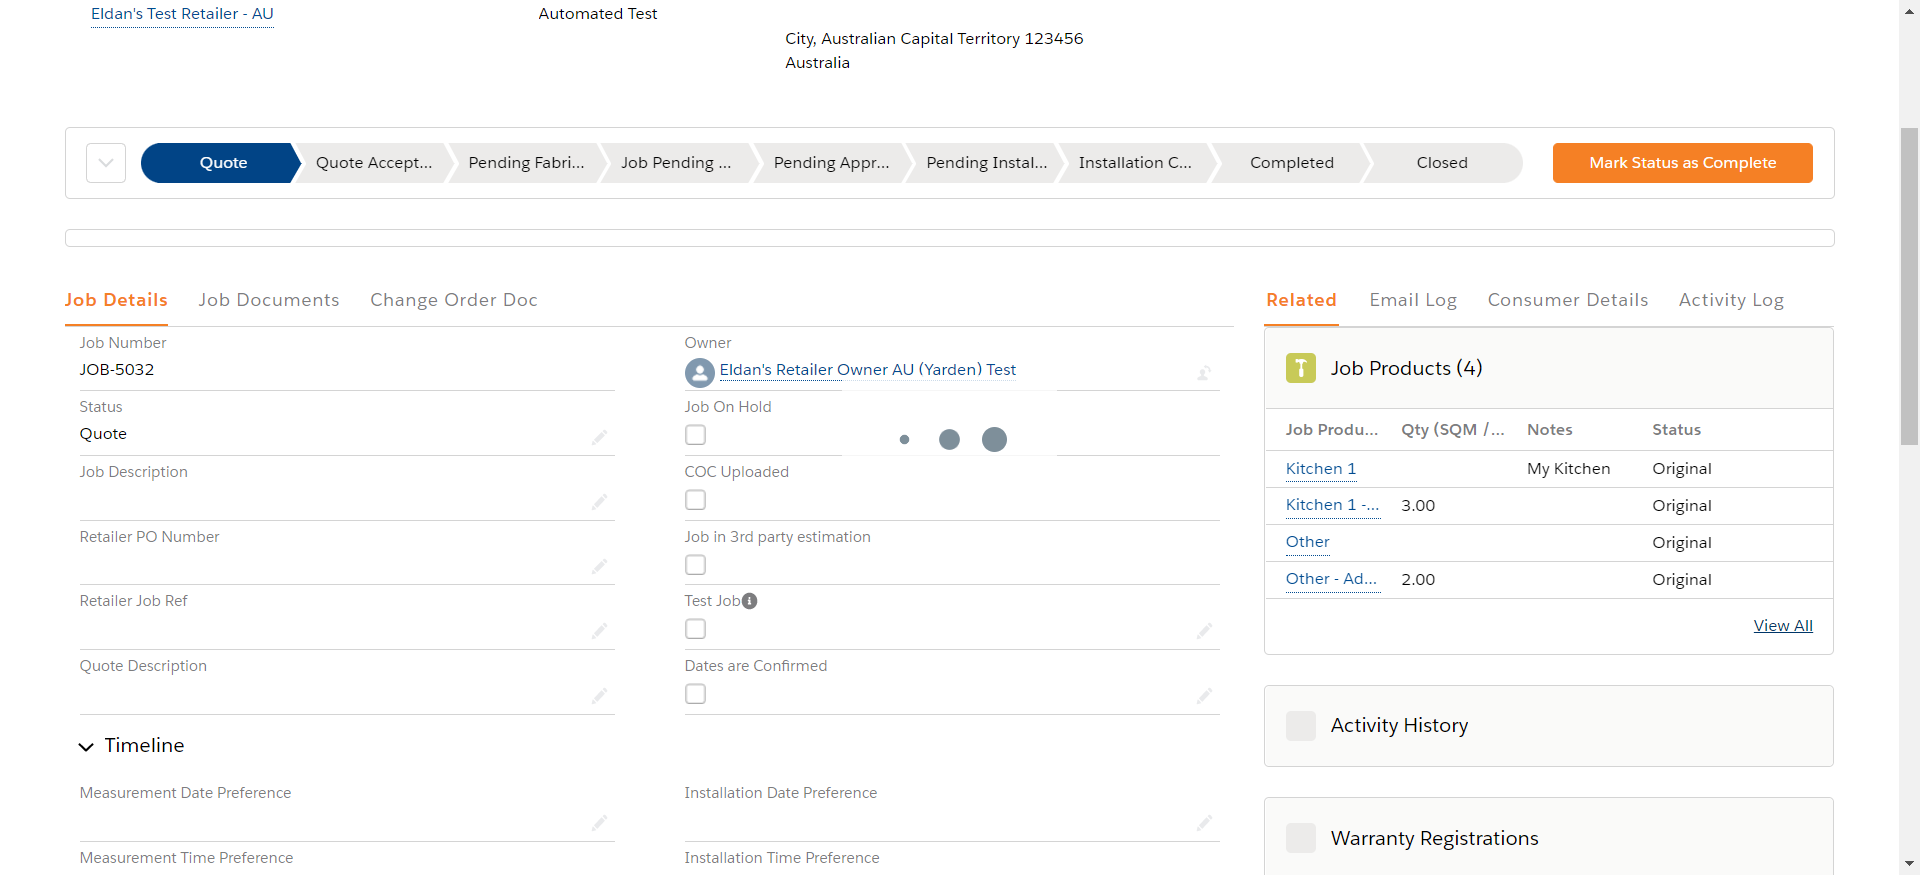 Eldan's Test Retailer - AU
Automated Test
City, Australian Capital Territory 123456
Australia
Quote
Quote Accept...
Pending Fabri...
Job Pending ...
Pending Appr...
Pending Instal...
Installation C...
Completed
Closed
Mark Status as Complete
Job Details
Job Documents
Change Order Doc
Job Number
JOB-5032
Owner
Eldan's Retailer Owner AU (Yarden) Test
Status
Quote
Job On Hold
Job Description
COC Uploaded
Retailer PO Number
Job in 3rd party estimation
Retailer Job Ref
Test Job
Quote Description
Dates are Confirmed
Timeline
Measurement Date Preference
Installation Date Preference
Measurement Time Preference
Installation Time Preference
Related
Email Log
Consumer Details
Activity Log
Job Products (4)
Job Produ... Qty (SQM /... Notes Status
Kitchen 1 My Kitchen Original
Kitchen 1 -... 3.00 Original
Other Original
Other - Ad... 2.00 Original
View All
Activity History
Warranty Registrations